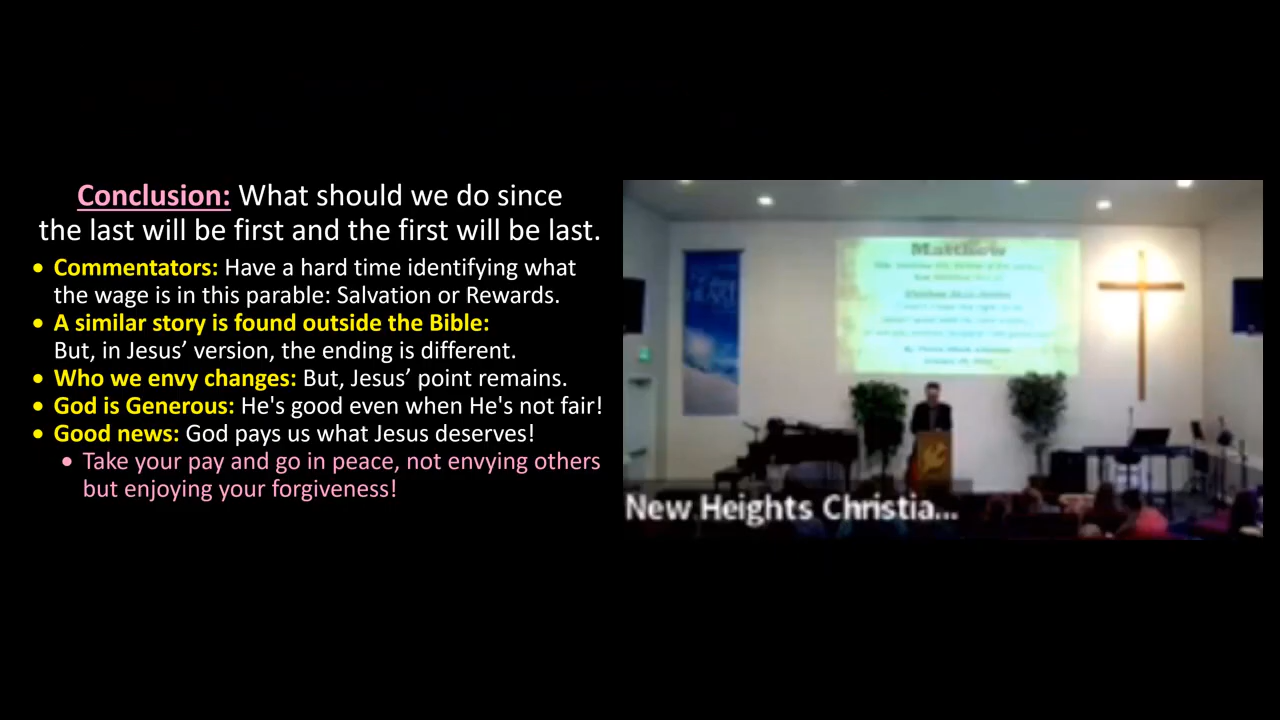 Conclusion: What should we do since
the last will be first and the first will be last.
• Commentators: Have a hard time identifying what
the wage is in this parable: Salvation or Rewards.
• A similar story is found outside the Bible:
But, in Jesus’ version, the ending is different.
• Who we envy changes: But, Jesus’ point remains.
• God is Generous: He's good even when He's not fair!
• Good news: God pays us what Jesus deserves!
• Take your pay and go in peace, not envying others
but enjoying your forgiveness!
Matthew
New Heights Christia...